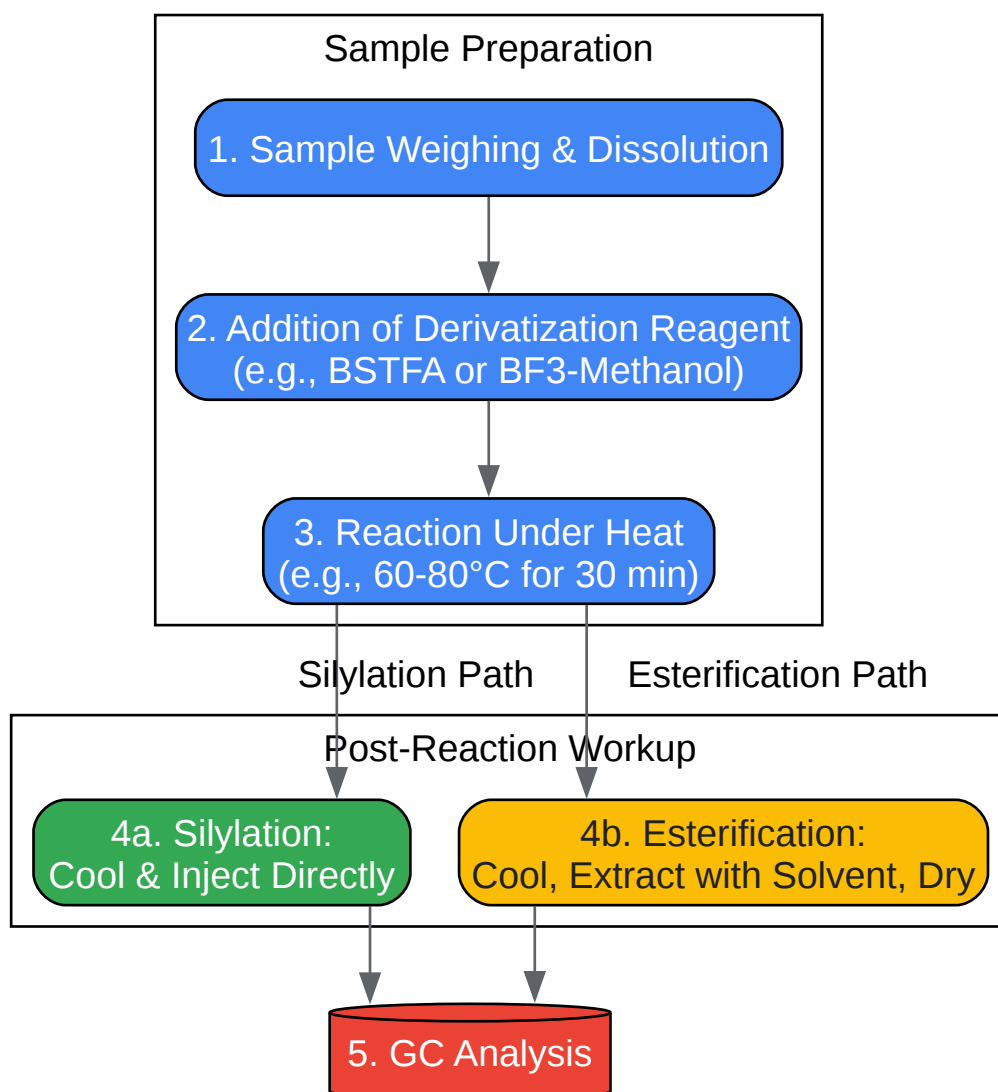 Sample Preparation
1. Sample Weighing & Dissolution
2. Addition of Derivatization Reagent
(e.g., BSTFA or BF3-Methanol)
3. Reaction Under Heat
(e.g., 60-80°C for 30 min)
Silylation Path
Esterification Path
Post-Reaction Workup
4a. Silylation:
Cool & Inject Directly
4b. Esterification:
Cool, Extract with Solvent, Dry
5. GC Analysis